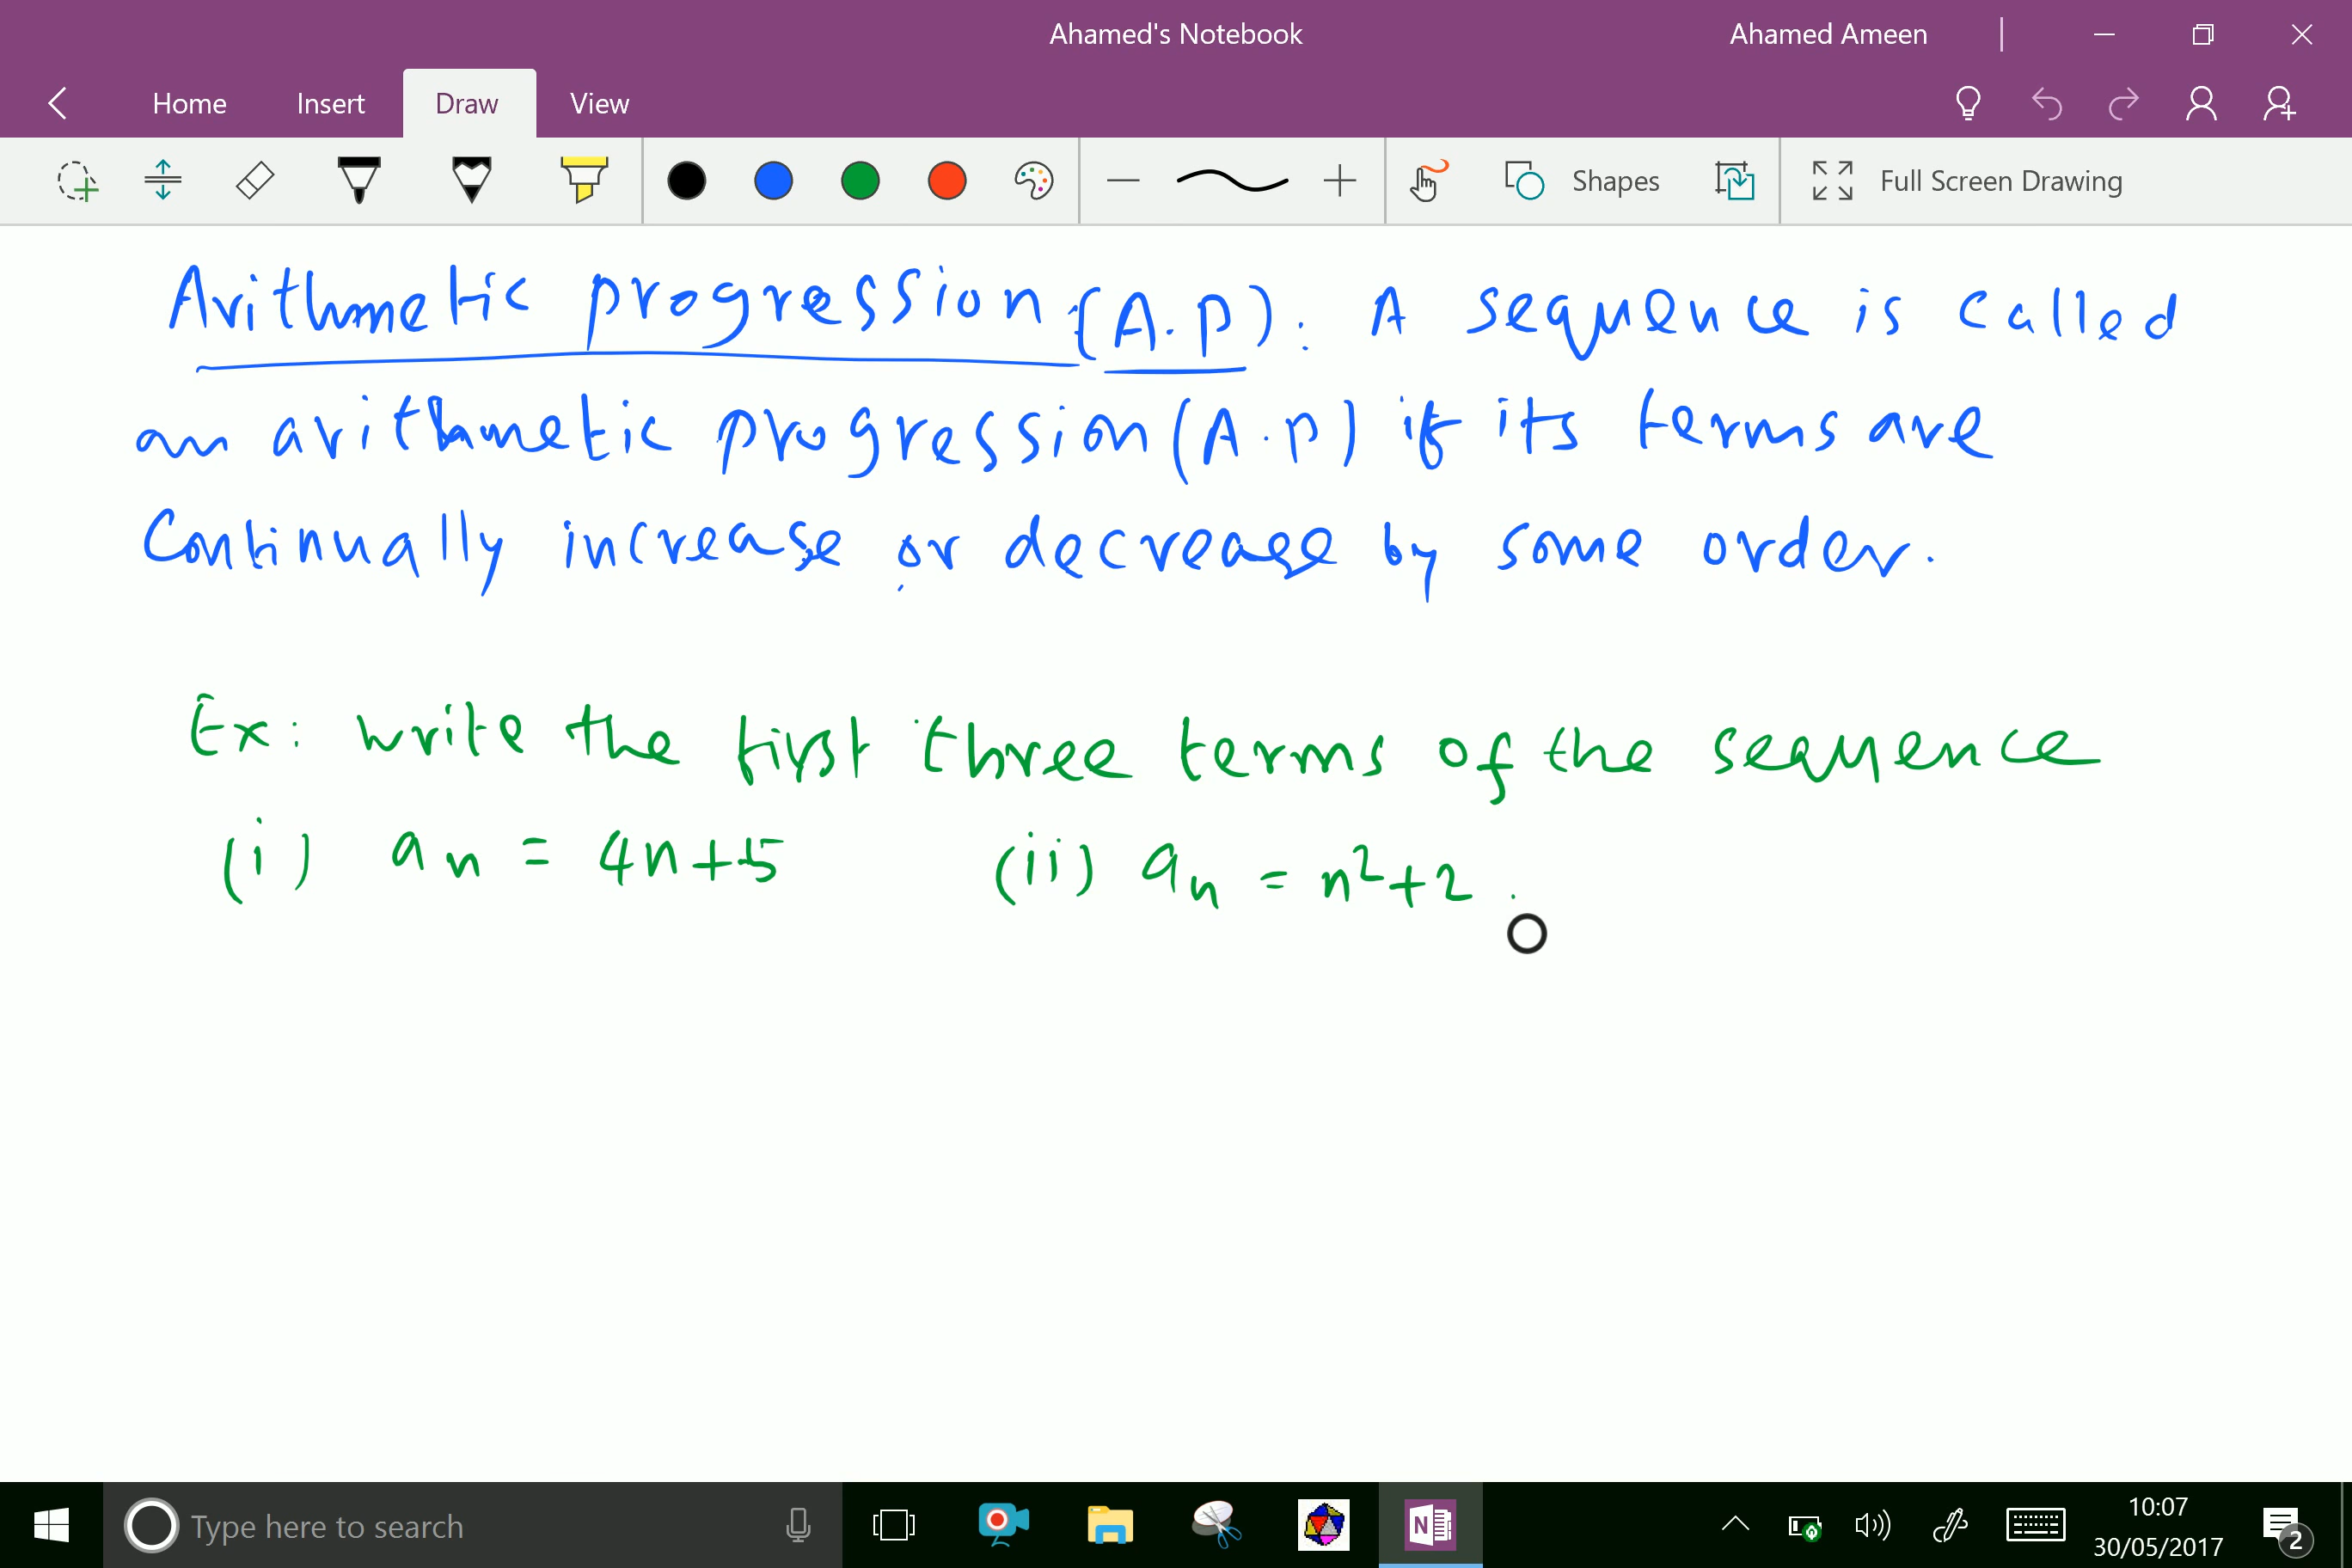 Ahamed's Notebook Ahamed Ameen
Home Insert Draw View
Shapes Full Screen Drawing
Arithmetic progression (A.P): A sequence is called
an arithmetic progression (A.P) if its terms are
Continually increase or decrease by some order.
Ex: write the first three terms of the sequence
(i) aₙ = 4n+5 (ii) aₙ = n²+2 .
Type here to search
10:07
30/05/2017
2